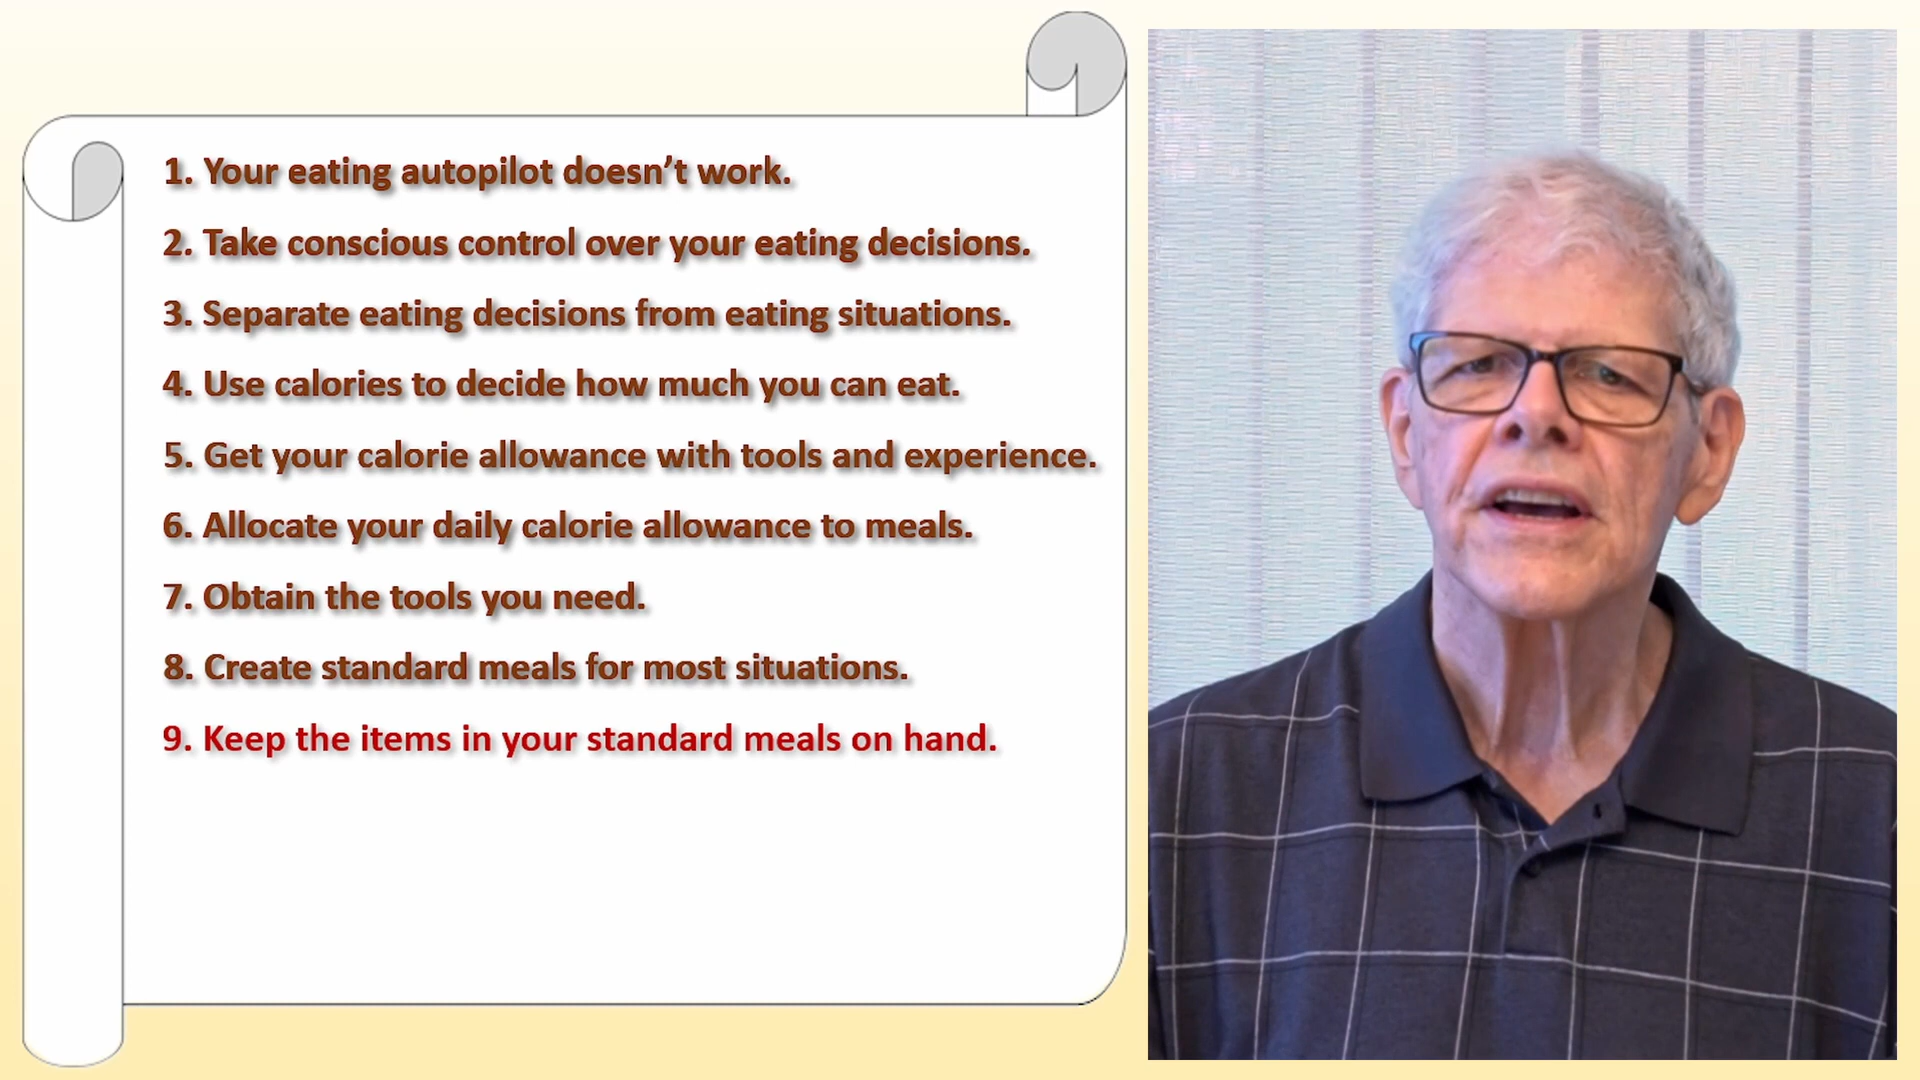 1. Your eating autopilot doesn’t work.
2. Take conscious control over your eating decisions.
3. Separate eating decisions from eating situations.
4. Use calories to decide how much you can eat.
5. Get your calorie allowance with tools and experience.
6. Allocate your daily calorie allowance to meals.
7. Obtain the tools you need.
8. Create standard meals for most situations.
9. Keep the items in your standard meals on hand.